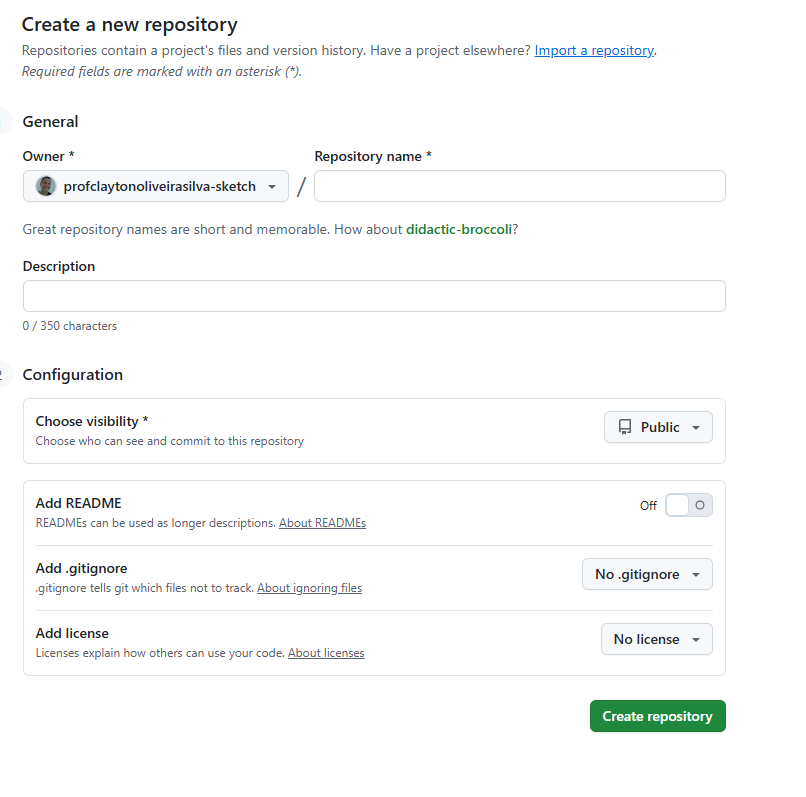 Create a new repository
Repositories contain a project's files and version history. Have a project elsewhere? Import a repository.
Required fields are marked with an asterisk (*).
General
Owner *
Repository name *
profclaytonoliveirasilva-sketch
/
Great repository names are short and memorable. How about didactic-broccoli?
Description
0 / 350 characters
2
Configuration
Choose visibility *
Choose who can see and commit to this repository
Public
Add README
READMEs can be used as longer descriptions. About READMEs
Off
Add .gitignore
.gitignore tells git which files not to track. About ignoring files
No .gitignore
Add license
Licenses explain how others can use your code. About licenses
No license
Create repository